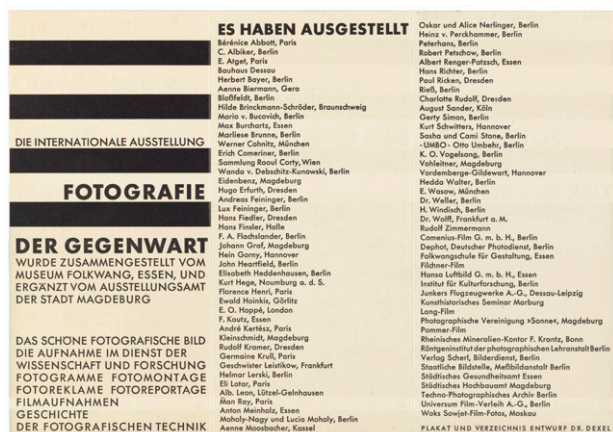 DIE INTERNATIONALE AUSSTELLUNG
FOTOGRAFIE
DER GEGENWART
WURDE ZUSAMMENGESTELLT VOM
MUSEUM FOLKWANG, ESSEN, UND
ERGÄNZT VOM AUSSTELLUNGSAMT
DER STADT MAGDEBURG
DAS SCHÖNE FOTOGRAFISCHE BILD
DIE AUFNAHME IM DIENST DER
WISSENSCHAFT UND FORSCHUNG
FOTOGRAMME FOTOMONTAGE
FOTOREKLAME FOTOREPORTAGE
FILMAUFNAHMEN
GESCHICHTE
DER FOTOGRAFISCHEN TECHNIK
ES HABEN AUSGESTELLT
Bérénice Abbott, Paris
C. Albiker, Berlin
E. Atget, Paris
Bauhaus Dessau
Herbert Bayer, Berlin
Aenne Biermann, Gera
Bloßfeldt, Berlin
Hilde Brinckmann-Schröder, Braunschweig
Mario v. Bucovich, Berlin
Max Burchartz, Essen
Marliese Brunne, Berlin
Werner Cohnitz, München
Erich Comeriner, Berlin
Sammlung Raoul Corty, Wien
Wanda v. Debschitz-Kunowski, Berlin
Eidenbenz, Magdeburg
Hugo Erfurth, Dresden
Andreas Feininger, Berlin
Lux Feininger, Berlin
Hans Fiedler, Dresden
Hans Finsler, Halle
F. A. Flachslander, Berlin
Johann Graf, Magdeburg
Hein Gorny, Hannover
John Heartfield, Berlin
Elisabeth Heddenhausen, Berlin
Kurt Hege, Naumburg a. d. S.
Florence Henri, Paris
Ewald Hoinkis, Görlitz
E. O. Hoppé, London
F. Kautz, Essen
André Kertész, Paris
Kleinschmidt, Magdeburg
Rudolf Kramer, Dresden
Germaine Krull, Paris
Geschwister Leistikow, Frankfurt
Helmar Lerski, Berlin
Eli Lotar, Paris
Alb. Leon, Lützel-Gelnhausen
Man Ray, Paris
Anton Meinholz, Essen
Moholy-Nagy und Lucia Moholy, Berlin
Aenne Mossbacher, Kassel
Oskar und Alice Nerlinger, Berlin
Heinz v. Perckhammer, Berlin
Peterhans, Berlin
Robert Petschow, Berlin
Albert Renger-Patzsch, Essen
Hans Richter, Berlin
Paul Ricken, Dresden
Rieß, Berlin
Charlotte Rudolf, Dresden
August Sander, Köln
Gerty Simon, Berlin
Kurt Schwitters, Hannover
Sasha und Cami Stone, Berlin
-UMBO- Otto Umbehr, Berlin
K. O. Vogelsang, Berlin
Vohleitner, Magdeburg
Vordemberge-Gildewart, Hannover
Hedda Walter, Berlin
E. Wasow, München
Dr. Weller, Berlin
H. Windisch, Berlin
Dr. Wolff, Frankfurt a. M.
Rudolf Zimmermann
Comenius-Film G. m. b. H., Berlin
Dephot, Deutscher Photodienst, Berlin
Folkwangschule für Gestaltung, Essen
Filchner-Film
Hansa Luftbild G. m. b. H., Essen
Institut für Kulturforschung, Berlin
Junkers Flugzeugwerke A.-G., Dessau-Leipzig
Kunsthistorisches Seminar Marburg
Lang-Film
Photographische Vereinigung »Sonne«, Magdeburg
Pommer-Film
Rheinisches Mineralien-Kontor F. Krantz, Bonn
Röntgeninstitut der photographischen Lehranstalt Berlin
Verlag Scherl, Bilderdienst, Berlin
Staatliche Bildstelle, Meßbildanstalt Berlin
Städtisches Gesundheitsamt Essen
Städtisches Hochbauamt Magdeburg
Techno-Photographisches Archiv Berlin
Universum Film-Verleih A.-G., Berlin
Woks Sowjet-Film-Fotos, Moskau
PLAKAT UND VERZEICHNIS ENTWURF DR. DEXEL